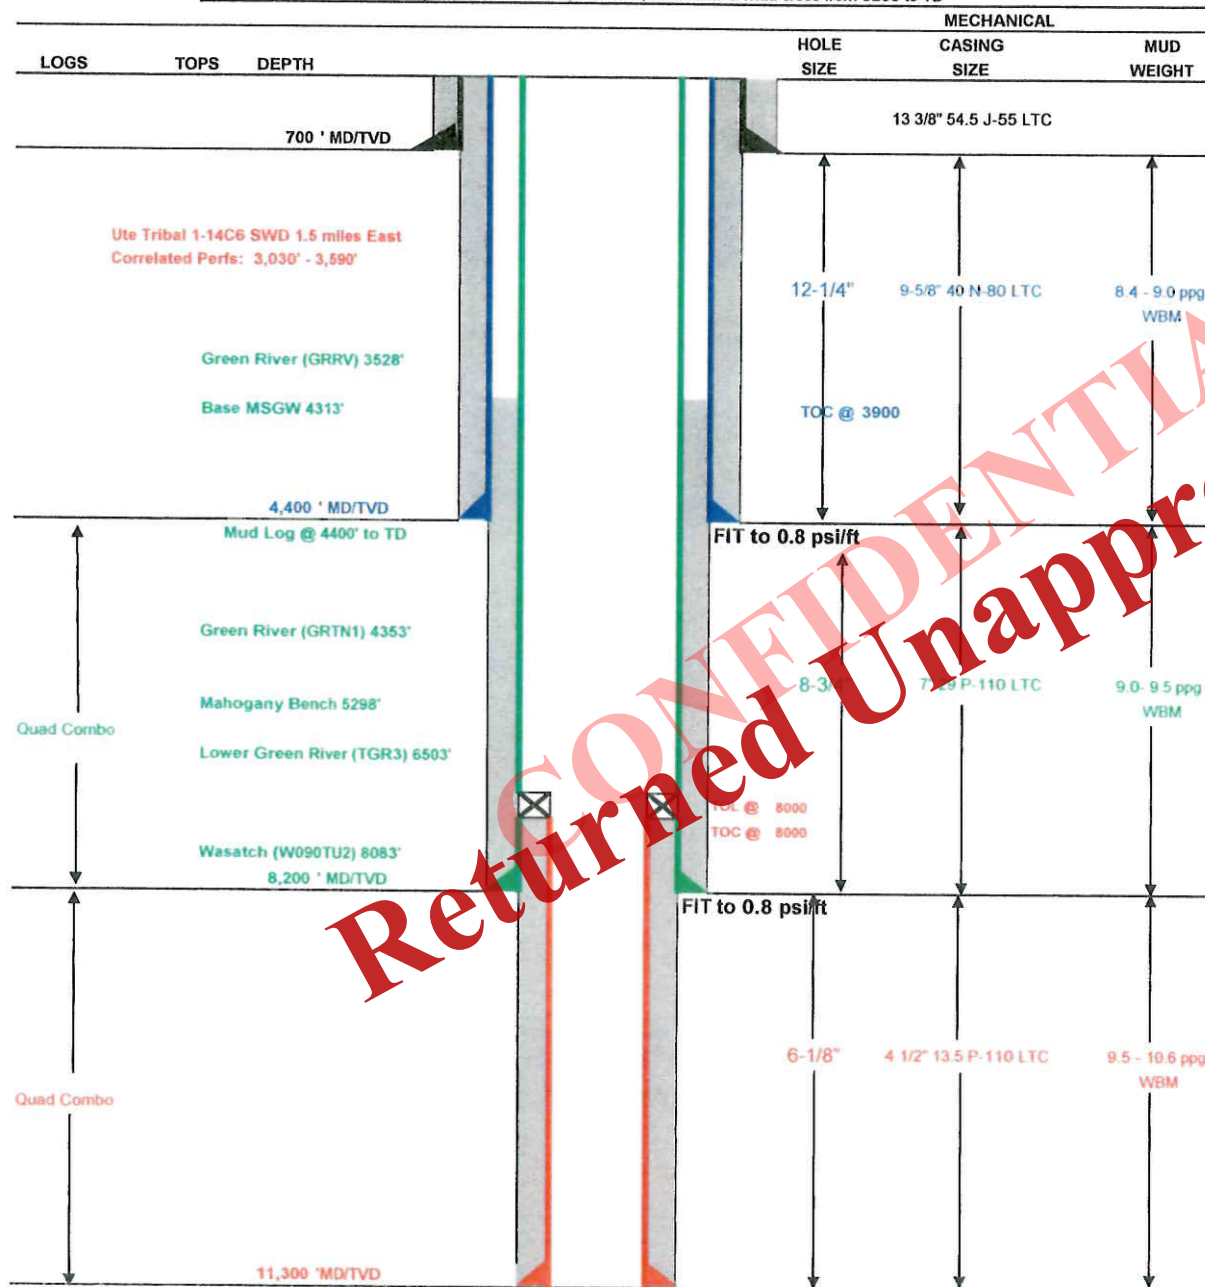 MECHANICAL
HOLE CASING MUD
LOGS TOPS DEPTH SIZE SIZE WEIGHT
13 3/8" 54.5 J-55 LTC
700 ' MD/TVD
Ute Tribal 1-14C6 SWD 1.5 miles East
Correlated Perfs: 3,030' - 3,590'
12-1/4" 9-5/8" 40 N-80 LTC 8.4 - 9.0 ppg
WBM
Green River (GRRV) 3528'
Base MSGW 4313'
TOC @ 3900
4,400 ' MD/TVD
Mud Log @ 4400' to TD
FIT to 0.8 psi/ft
Green River (GRTN1) 4353'
8-3/4" 7" 29 P-110 LTC 9.0- 9.5 ppg
WBM
Mahogany Bench 5298'
Quad Combo
Lower Green River (TGR3) 6503'
TOL @ 8000
TOC @ 8000
Wasatch (W090TU2) 8083'
8,200 ' MD/TVD
FIT to 0.8 psi/ft
6-1/8" 4 1/2" 13.5 P-110 LTC 9.5 - 10.6 ppg
WBM
Quad Combo
11,300 'MD/TVD
CONFIDENTIA
Returned Unappr